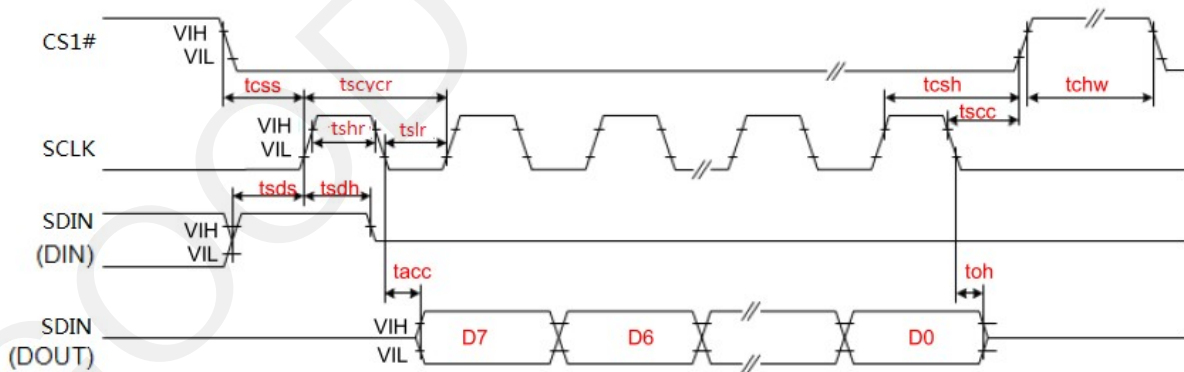 CS1#
VIH
VIL
tcss
tscycr
tcsh
tchw
tscc
SCLK
VIH
VIL
tshr
tslr
tsds
tsdh
SDIN
(DIN)
VIH
VIL
tacc
toh
SDIN
(DOUT)
VIH
VIL
D7
D6
D0